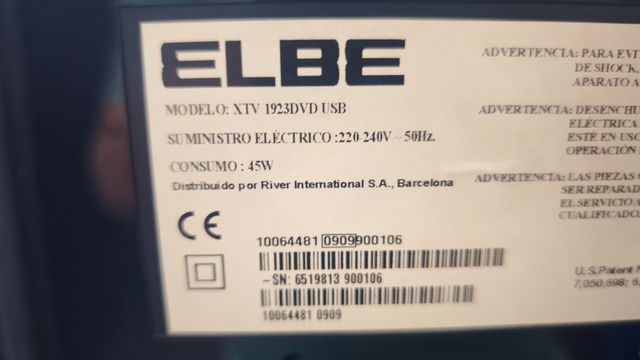 ELBE
MODELO: XTV 1923DVD USB
SUMINISTRO ELÉCTRICO :220-240V ~ 50Hz.
CONSUMO : 45W
Distribuido por River International S.A., Barcelona
CE
10064481 0909900106
-SN: 6519813 900106
10064481 0909
ADVERTENCIA: PARA EVIT
DE SHOCK,
APARATO A
ADVERTENCIA: DESENCHU
ELÉCTRICA
ESTÉ EN USO
OPERACIÓN
ADVERTENCIA: LAS PIEZAS
SER REPARAD
EL SERVICIO A
CUALIFICADO
U.S.Patent
7,050,698; 6,